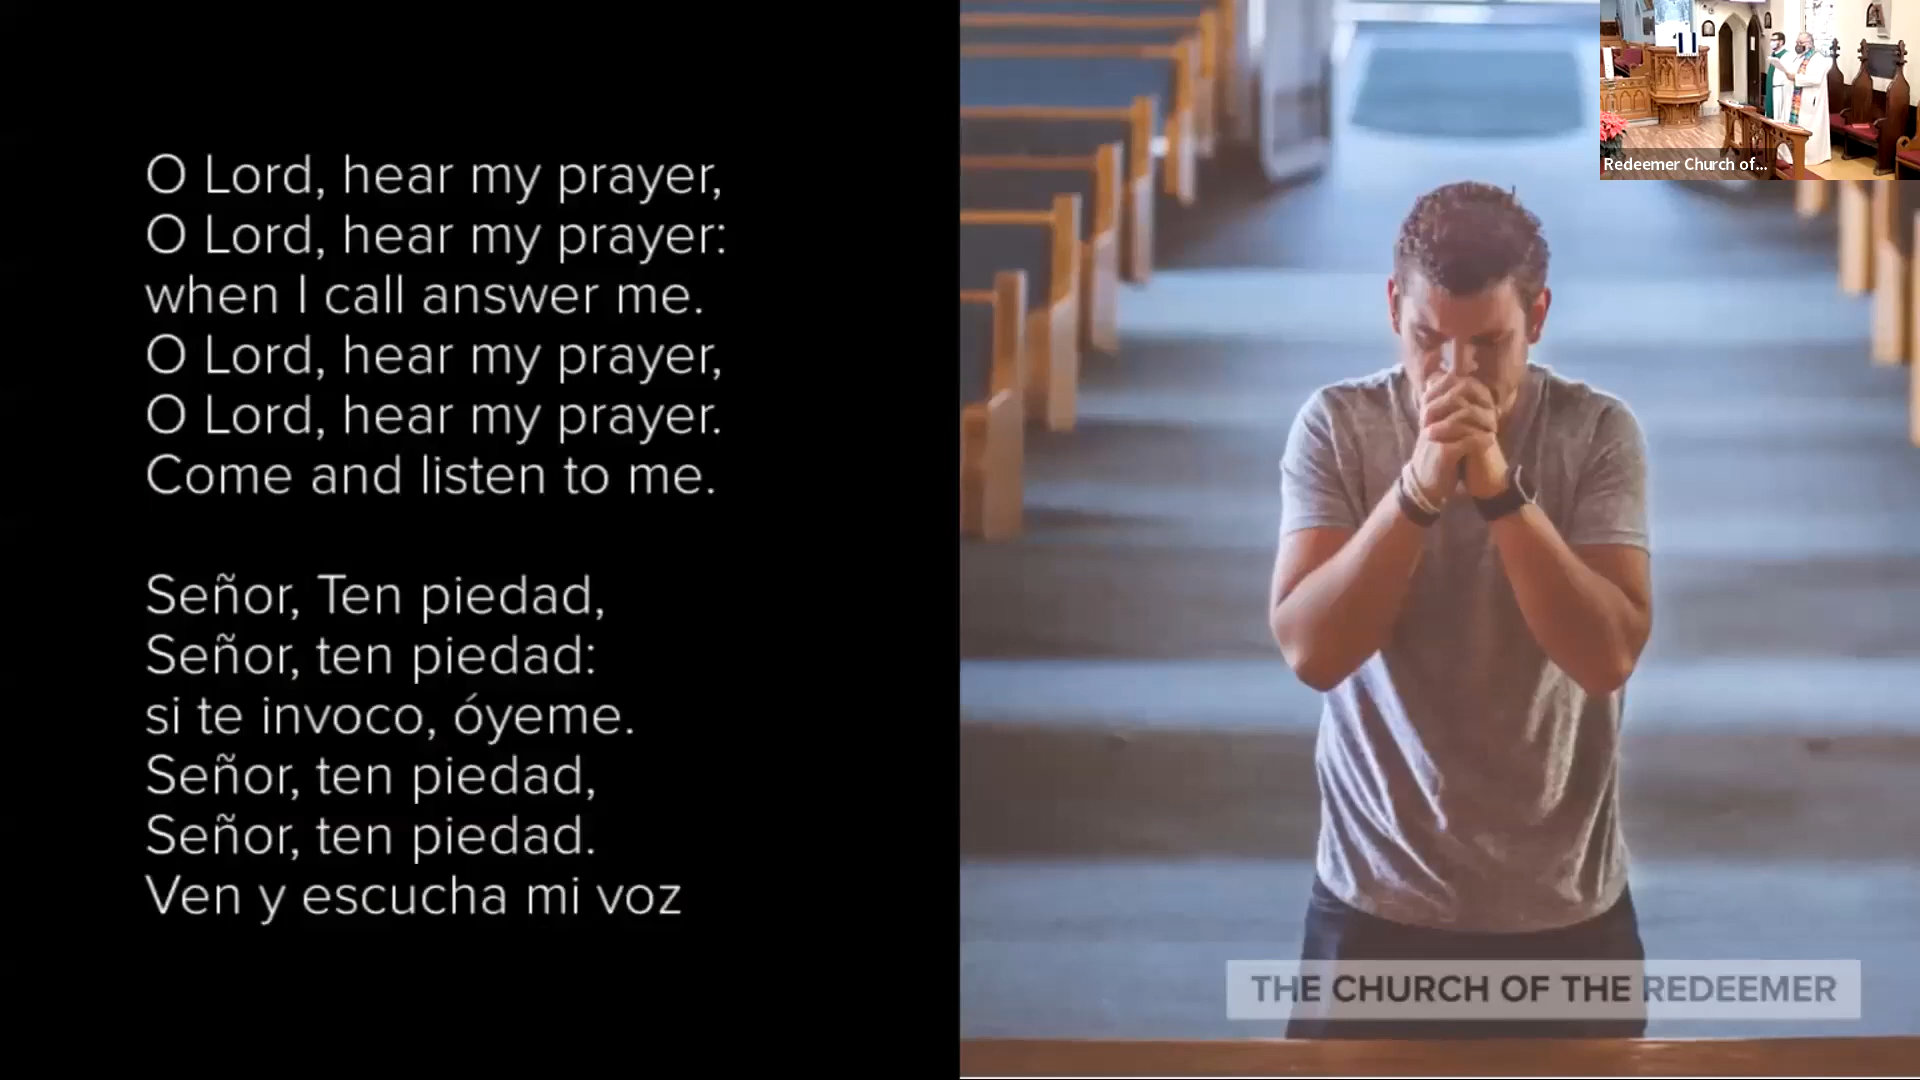 O Lord, hear my prayer,
O Lord, hear my prayer:
when I call answer me.
O Lord, hear my prayer,
O Lord, hear my prayer.
Come and listen to me.
Señor, Ten piedad,
Señor, ten piedad:
si te invoco, óyeme.
Señor, ten piedad,
Señor, ten piedad.
Ven y escucha mi voz
Redeemer Church of...
THE CHURCH OF THE REDEEMER